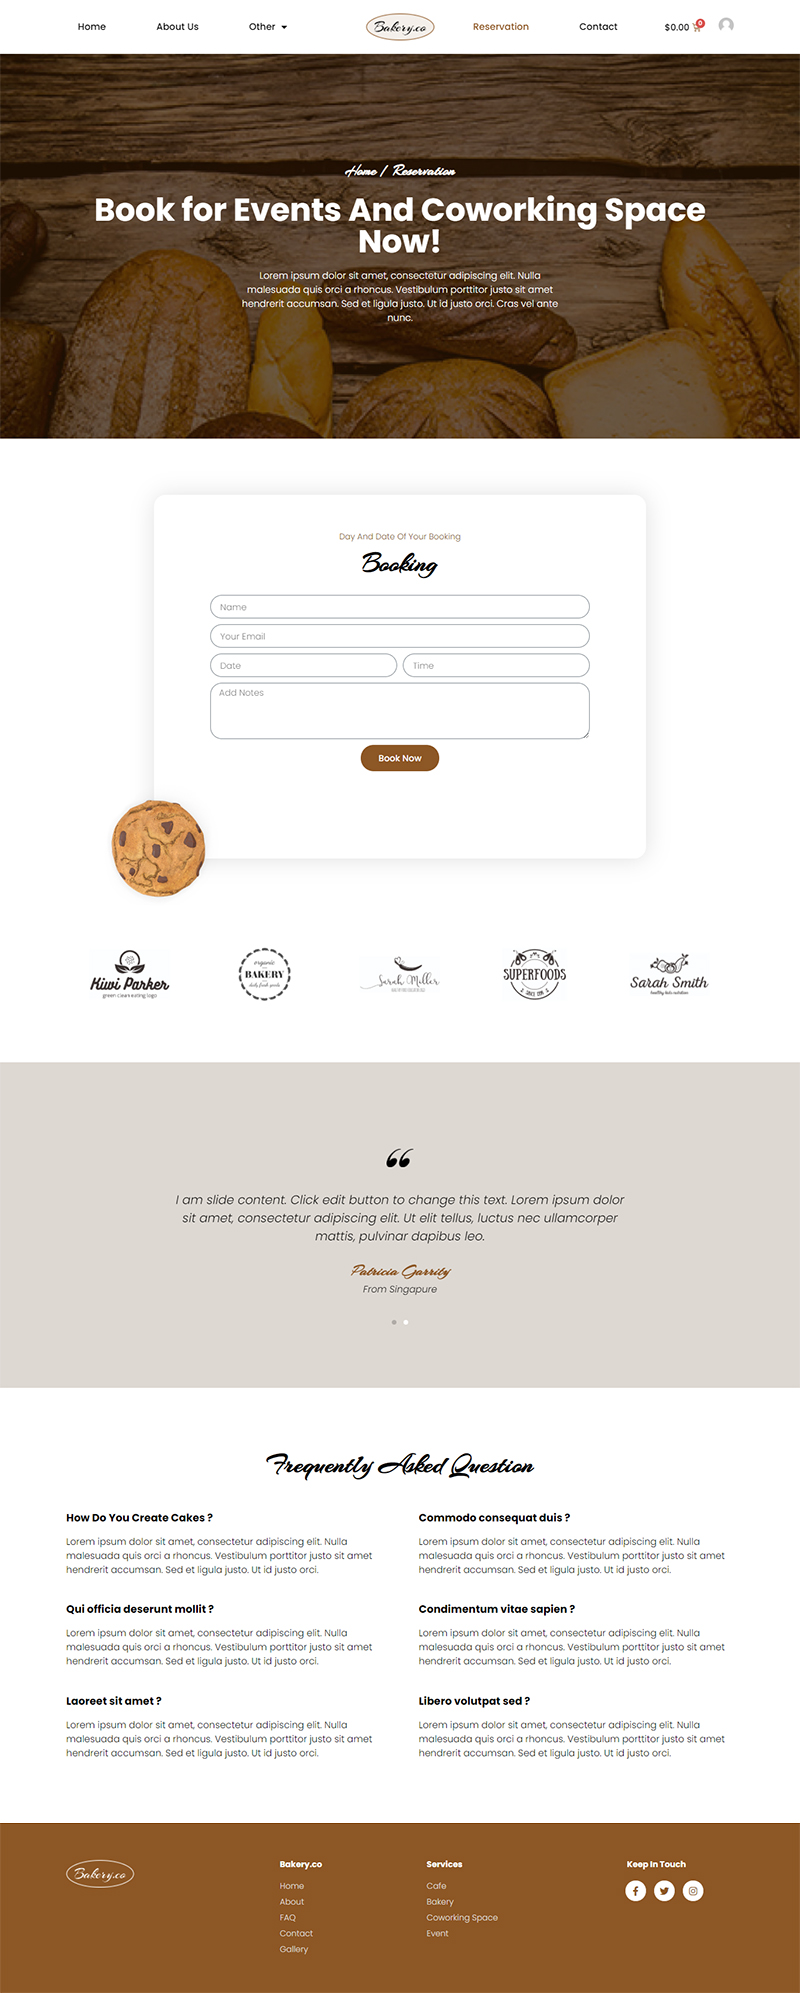 Home
About Us
Other
Bakery.co
Reservation
Contact
$0.00
0
Home / Reservation
Book for Events And Coworking Space
Now!
Lorem ipsum dolor sit amet, consectetur adipiscing elit. Nulla
malesuada quis orci a rhoncus. Vestibulum porttitor justo sit amet
hendrerit accumsan. Sed et ligula justo. Ut id justo orci. Cras vel ante
nunc.
Day And Date Of Your Booking
Booking
Name
Your Email
Date
Time
Add Notes
Book Now
Kiwi Parker
green clean eating logo
organic
BAKERY
daily fresh goods
Sarah Miller
SUPERFOODS
Sarah Smith
“
I am slide content. Click edit button to change this text. Lorem ipsum dolor
sit amet, consectetur adipiscing elit. Ut elit tellus, luctus nec ullamcorper
mattis, pulvinar dapibus leo.
Patricia Garrity
From Singapure
Frequently Asked Question
How Do You Create Cakes ?
Lorem ipsum dolor sit amet, consectetur adipiscing elit. Nulla
malesuada quis orci a rhoncus. Vestibulum porttitor justo sit amet
hendrerit accumsan. Sed et ligula justo. Ut id justo orci.
Commodo consequat duis ?
Lorem ipsum dolor sit amet, consectetur adipiscing elit. Nulla
malesuada quis orci a rhoncus. Vestibulum porttitor justo sit amet
hendrerit accumsan. Sed et ligula justo. Ut id justo orci.
Qui officia deserunt mollit ?
Lorem ipsum dolor sit amet, consectetur adipiscing elit. Nulla
malesuada quis orci a rhoncus. Vestibulum porttitor justo sit amet
hendrerit accumsan. Sed et ligula justo. Ut id justo orci.
Condimentum vitae sapien ?
Lorem ipsum dolor sit amet, consectetur adipiscing elit. Nulla
malesuada quis orci a rhoncus. Vestibulum porttitor justo sit amet
hendrerit accumsan. Sed et ligula justo. Ut id justo orci.
Laoreet sit amet ?
Lorem ipsum dolor sit amet, consectetur adipiscing elit. Nulla
malesuada quis orci a rhoncus. Vestibulum porttitor justo sit amet
hendrerit accumsan. Sed et ligula justo. Ut id justo orci.
Libero volutpat sed ?
Lorem ipsum dolor sit amet, consectetur adipiscing elit. Nulla
malesuada quis orci a rhoncus. Vestibulum porttitor justo sit amet
hendrerit accumsan. Sed et ligula justo. Ut id justo orci.
Bakery.co
Bakery.co
Home
About
FAQ
Contact
Gallery
Services
Cafe
Bakery
Coworking Space
Event
Keep In Touch